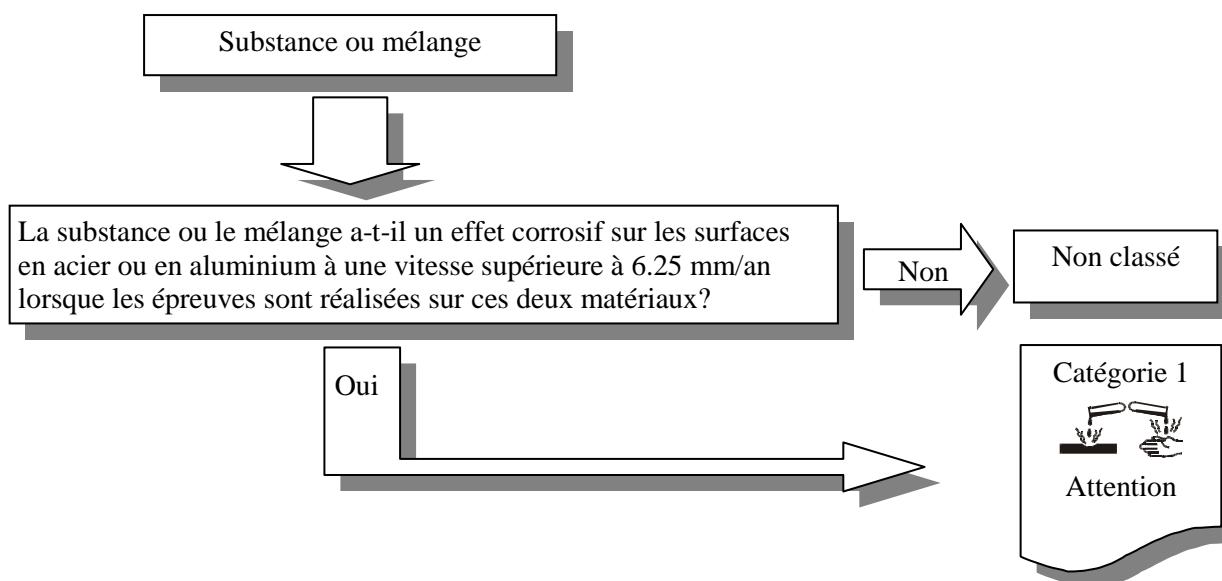 Substance ou mélange
La substance ou le mélange a-t-il un effet corrosif sur les surfaces
en acier ou en aluminium à une vitesse supérieure à 6.25 mm/an
lorsque les épreuves sont réalisées sur ces deux matériaux?
Non
Non classé
Oui
Catégorie 1
Attention